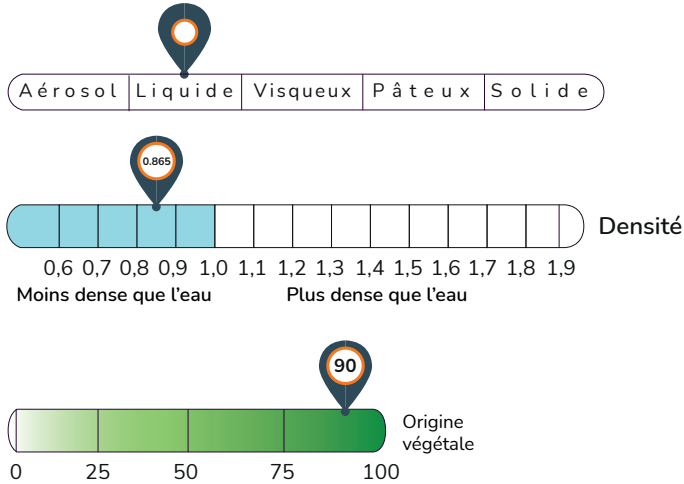 Aérosol Liquide Visqueux Pâteux Solide
0.865
Densité
0,6 0,7 0,8 0,9 1,0 1,1 1,2 1,3 1,4 1,5 1,6 1,7 1,8 1,9
Moins dense que l'eau Plus dense que l'eau
90
Origine
végétale
0 25 50 75 100